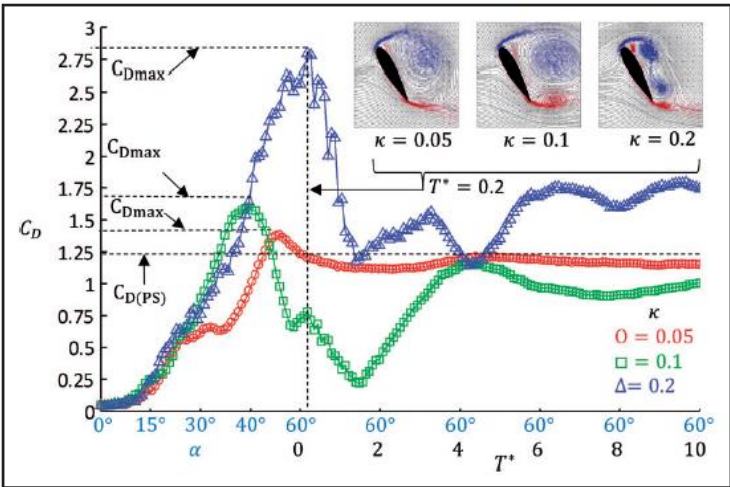 3
2.75
2.5
2.25
2
1.75
1.5
1.25
1
0.75
0.5
0.25
0
C_D
C_Dmax
C_Dmax
C_Dmax
C_D(PS)
κ = 0.05 κ = 0.1 κ = 0.2
T* = 0.2
κ
O = 0.05
□ = 0.1
Δ= 0.2
0° 15° 30° 40° 60° 60° 60° 60° 60° 60°
α 0 2 4 6 8 10
T*